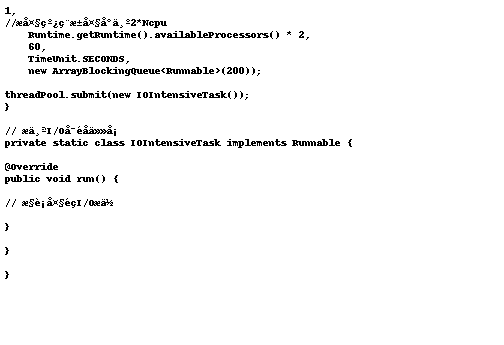 1,
//æå¤§çº¿ç¨æ±å¤§å°ä¸º2*Ncpu
Runtime.getRuntime().availableProcessors() * 2,
60,
TimeUnit.SECONDS,
new ArrayBlockingQueue<Runnable>(200));
threadPool.submit(new IOIntensiveTask());
}
// æä¸ªI/Oå¯éåä»»å¡
private static class IOIntensiveTask implements Runnable {
@Override
public void run() {
// æ§è¡å¤§éçI/Oæä½
}
}
}